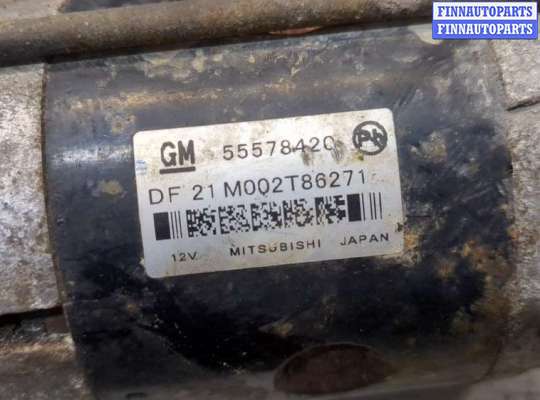 FINNAUTOPARTS
FINNAUTOPARTS
GM 55578420
DF 21 M002T86271
12V MITSUBISHI JAPAN